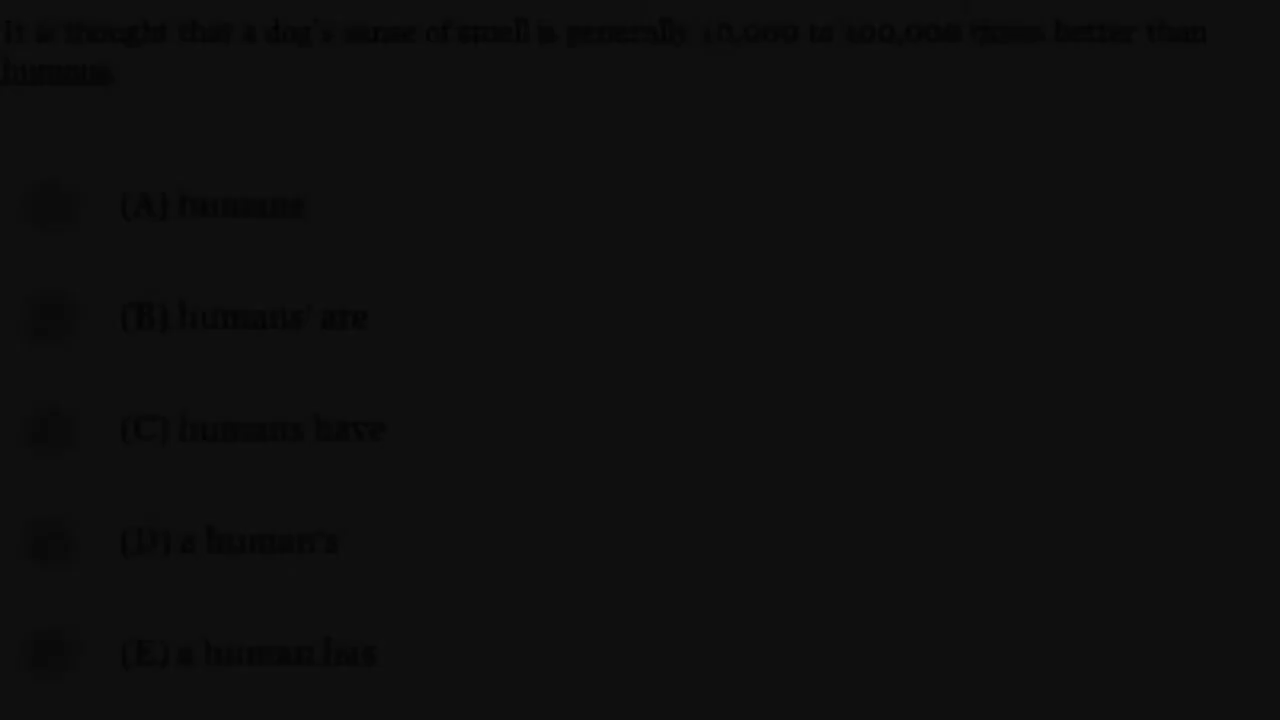 It is thought that a dog's sense of smell is generally 10,000 to 100,000 times better than
humans.
(A) humans
(B) humans' are
(C) humans have
(D) a human's
(E) a human has